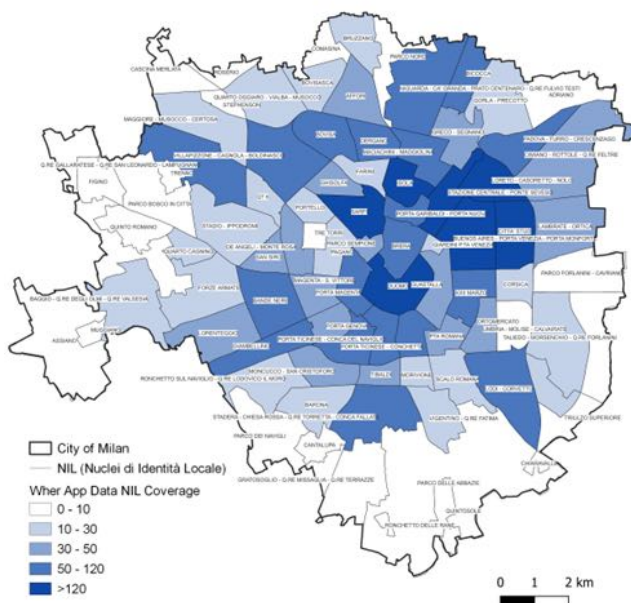 BRUZZANO
COMASINA
PARCO NORD
CASCINA MERLATA
ROSERIO
BICOCCA
BOVISASCA
QUARTO OGGIARO - VIALBA - MUSOCCO
STEPHENSON
AFFORI
NIGUARDA - CA' GRANDA - PRATO CENTENARO - Q.RE FULVIO TESTI
ADRIANO
GORLA - PRECOTTO
MAGGIORE - MUSOCCO - CERTOSA
GRECO - SEGNANO
PADOVA - TURRO - CRESCENZAGO
BOVISA
DERGANO
VILLAPIZZONE - CAGNOLA - BOLDINASCO
MACIACHINI - MAGGIOLINA
CIMIANO - ROTTOLE - Q.RE FELTRE
Q.RE GALLARATESE - Q.RE SAN LEONARDO - LAMPUGNANO
TRENNO
FARINI
GHISOLFA
ISOLA
LORETO - CASORETTO - NOLO
STAZIONE CENTRALE - PONTE SEVESO
FIGINO
PARCO BOSCO IN CITTÀ
QT 8
PORTELLO
SARPI
PORTA GARIBALDI - PORTA NUOVA
CITTA' STUDI
LAMBRATE - ORTICA
QUINTO ROMANO
STADIO - IPPODROMI
TRE TORRI
BUENOS AIRES - PORTA VENEZIA - PORTA MONFORTE
GIARDINI P.TA VENEZIA
DE ANGELI - MONTE ROSA
PARCO SEMPIONE
BRERA
QUARTO CAGNINO
SAN SIRO
PAGANO
PARCO FORLANINI - CAVRIANO
BAGGIO - Q.RE DEGLI OLMI - Q.RE VALSESIA
FORZE ARMATE
MAGENTA - S. VITTORE
PORTA MAGENTA
DUOMO
GUASTALLA
CORSICA
BANDE NERE
XXII MARZO
MUGGIANO
ASSIANO
LORENTEGGIO
PORTA GENOVA
ORTOMERCATO
UMBRIA - MOLISE - CALVAIRATE
P.TA ROMANA
GIAMBELLINO
PORTA TICINESE - CONCA DEL NAVIGLIO
TALIEDO - MORSENCHIO - Q.RE FORLANINI
PORTA TICINESE - CONCHETTA
RONCHETTO SUL NAVIGLIO - Q.RE LODOVICO IL MORO
MONCUCCO - SAN CRISTOFORO
TIBALDI
MORIVIONE
SCALO ROMANA
LODI - CORVETTO
BARONA
STADERA - CHIESA ROSSA - Q.RE TORRETTA - CONCA FALLATA
VIGENTINO - Q.RE FATIMA
TRIULZO SUPERIORE
PARCO DEI NAVIGLI
CANTALUPA
CHIARAVALLE
GRATOSOGLIO - Q.RE MISSAGLIA - Q.RE TERRAZZE
PARCO DELLE ABBAZIE
QUINTOSOLE
RONCHETTO DELLE RANE
City of Milan
NIL (Nuclei di Identità Locale)
Wher App Data NIL Coverage
0 - 10
10 - 30
30 - 50
50 - 120
>120
0 1 2 km